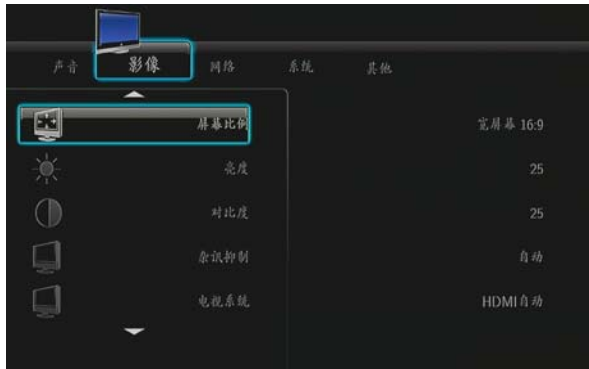 声音 影像 网络 系统 其他
屏幕比例 宽屏幕 16:9
亮度 25
对比度 25
杂讯抑制 自动
电视系统 HDMI自动